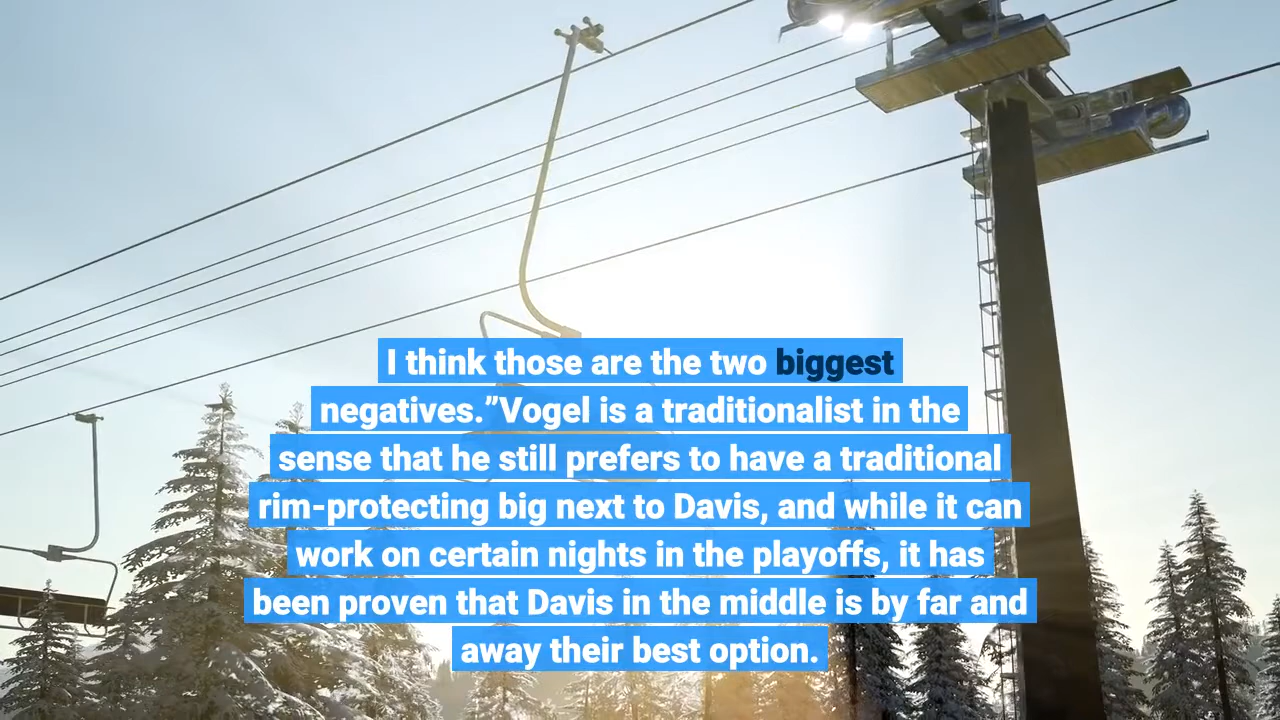 I think those are the two biggest
negatives.”Vogel is a traditionalist in the
sense that he still prefers to have a traditional
rim-protecting big next to Davis, and while it can
work on certain nights in the playoffs, it has
been proven that Davis in the middle is by far and
away their best option.